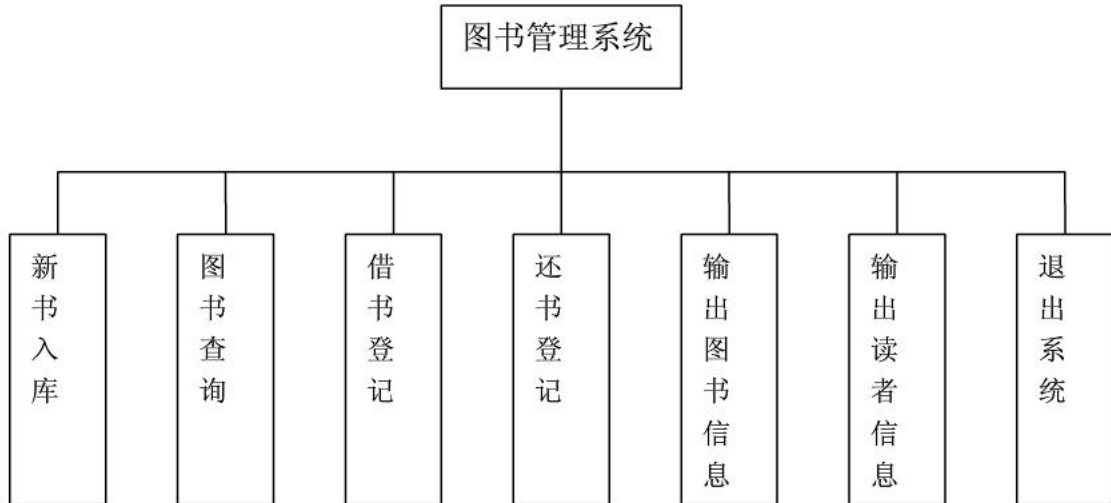 图书管理系统
新书入库
图书查询
借书登记
还书登记
输出图书信息
输出读者信息
退出系统